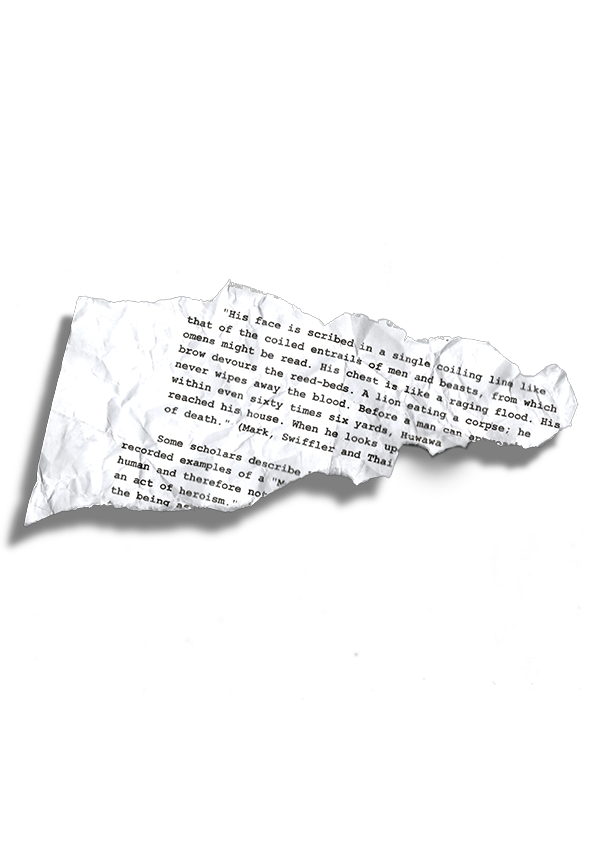 "His face is scribed in a single coiling line like
that of the coiled entrails of men and beasts, from which
omens might be read. His chest is like a raging flood. His
brow devours the reed-beds. A lion eating a corpse; he
never wipes away the blood. Before a man can
within even sixty times six yards, Huwawa
reached his house. When he looks up
of death." (Mark, Swiffler and Thai
Some scholars describe
recorded examples of a "M
human and therefore not
an act of heroism."
the being as